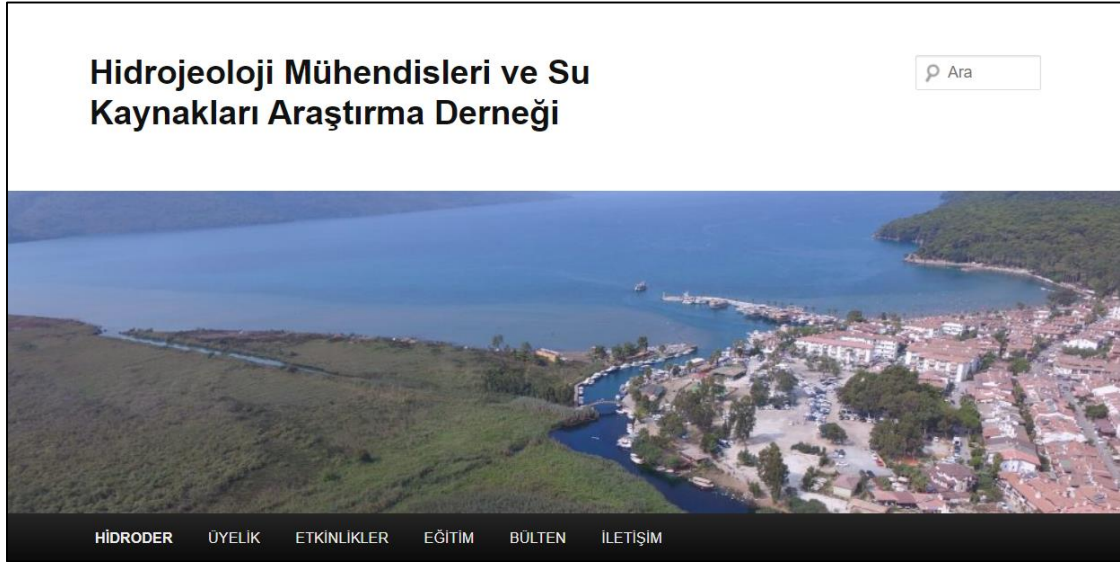 Hidrojeoloji Mühendisleri ve Su
Kaynakları Araştırma Derneği
Ara
HİDRODER ÜYELİK ETKİNLİKLER EĞİTİM BÜLTEN İLETİŞİM